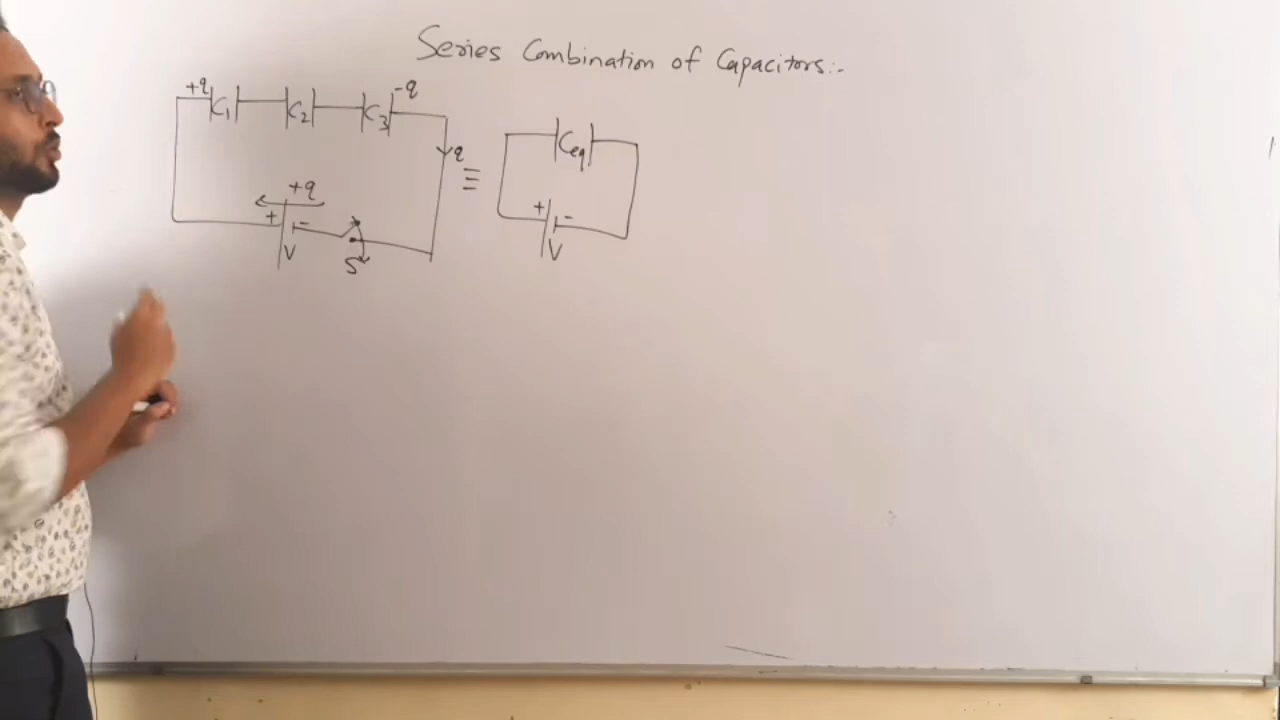 Series Combination of Capacitors:-
+q C1 C2 C3 -q
q
+q
+ -
V
S
≡
Ceq
+ -
V